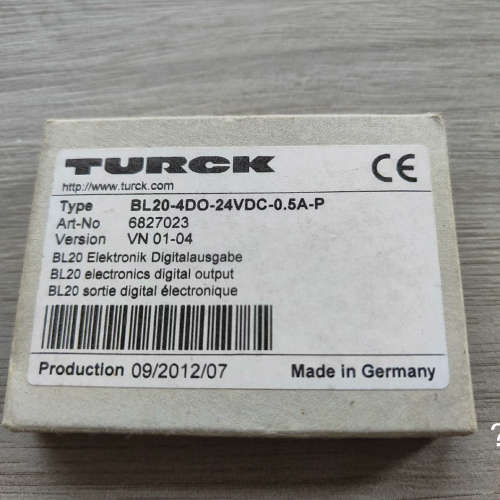 TURCK
CE
http://www.turck.com
Type BL20-4DO-24VDC-0.5A-P
Art-No 6827023
Version VN 01-04
BL20 Elektronik Digitalausgabe
BL20 electronics digital output
BL20 sortie digital électronique
Production 09/2012/07 Made in Germany
?